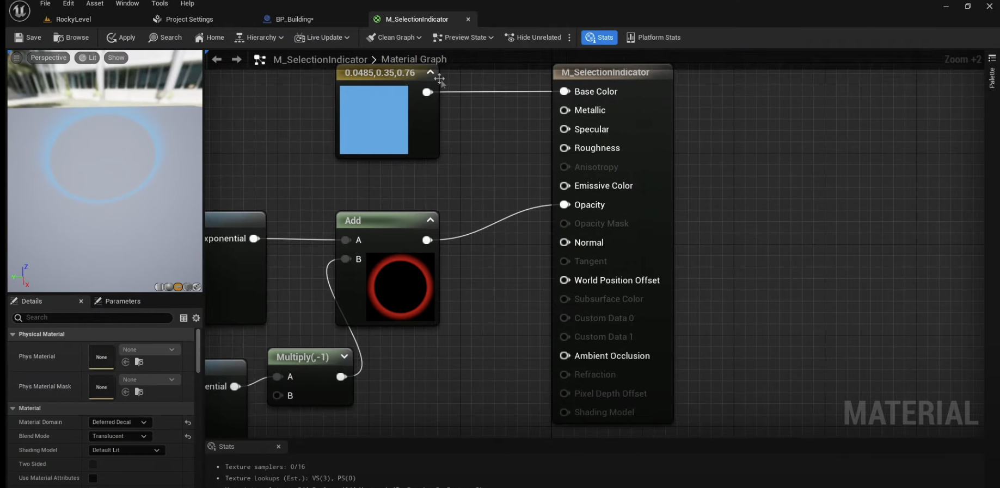 File Edit Asset Window Tools Help
RockyLevel Project Settings BP_Building* M_SelectionIndicator
Save Browse Apply Search Home Hierarchy Live Update Clean Graph Preview State Hide Unrelated Stats Platform Stats
Perspective Lit Show
M_SelectionIndicator > Material Graph
Zoom +2
Palette
0.0485,0.35,0.76
M_SelectionIndicator
Base Color
Metallic
Specular
Roughness
Anisotropy
Emissive Color
Opacity
Opacity Mask
Normal
Tangent
World Position Offset
Subsurface Color
Custom Data 0
Custom Data 1
Ambient Occlusion
Refraction
Pixel Depth Offset
Shading Model
Add
xponential
A
B
Multiply(,-1)
ential
A
B
MATERIAL
Z
Y
X
Details Parameters
Search
Physical Material
Phys Material None None
Phys Material Mask None None
Material
Material Domain Deferred Decal
Blend Mode Translucent
Shading Model Default Lit
Two Sided
Use Material Attributes
Stats
Texture samplers: 0/16
Texture Lookups (Est.): VS(3), PS(0)